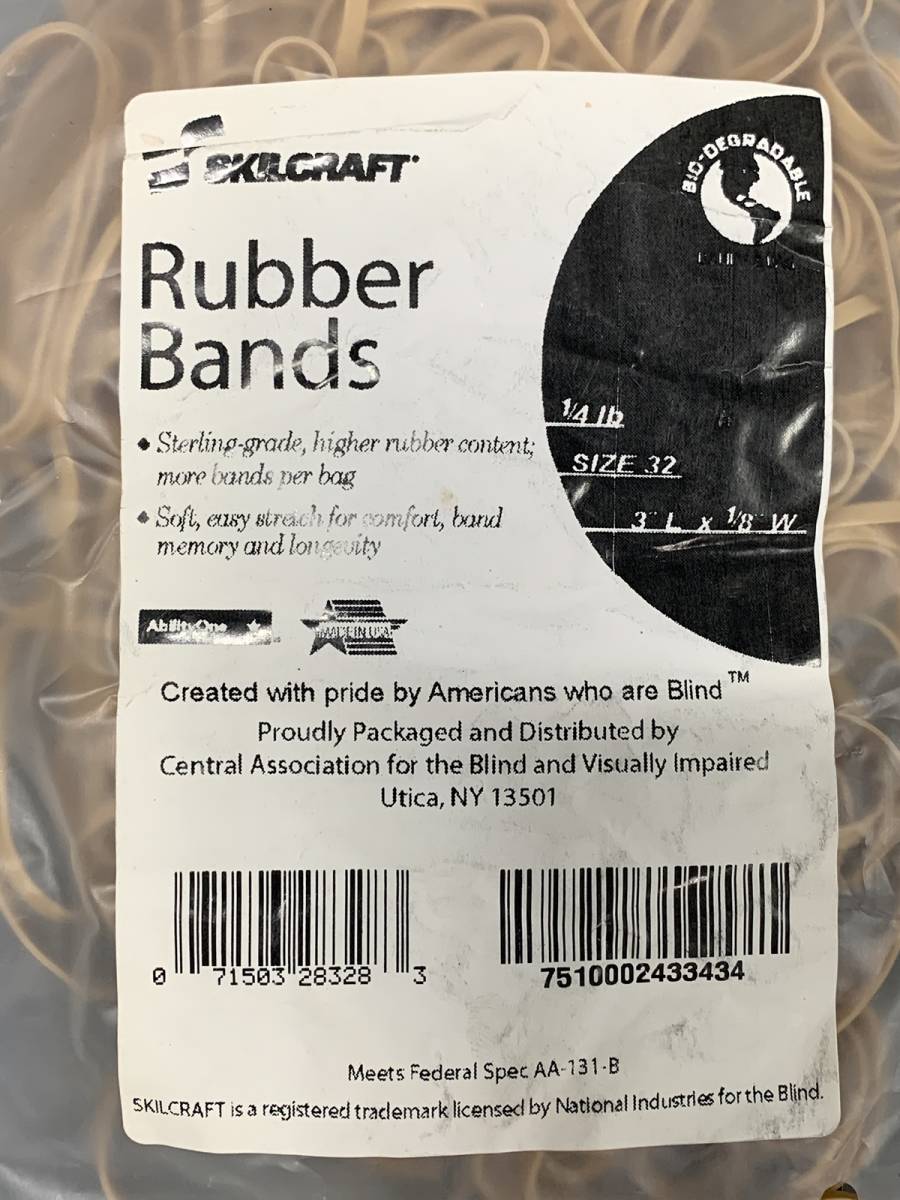 SKILCRAFT
BIO-DEGRADABLE
Rubber
Bands
• Sterling-grade, higher rubber content;
more bands per bag
• Soft, easy stretch for comfort, band
memory and longevity
1/4 lb
SIZE 32
3" L x 1/8" W
AbilityOne
MADE IN USA
Created with pride by Americans who are Blind™
Proudly Packaged and Distributed by
Central Association for the Blind and Visually Impaired
Utica, NY 13501
0 71503 28328 3
7510002433434
Meets Federal Spec AA-131-B
SKILCRAFT is a registered trademark licensed by National Industries for the Blind.